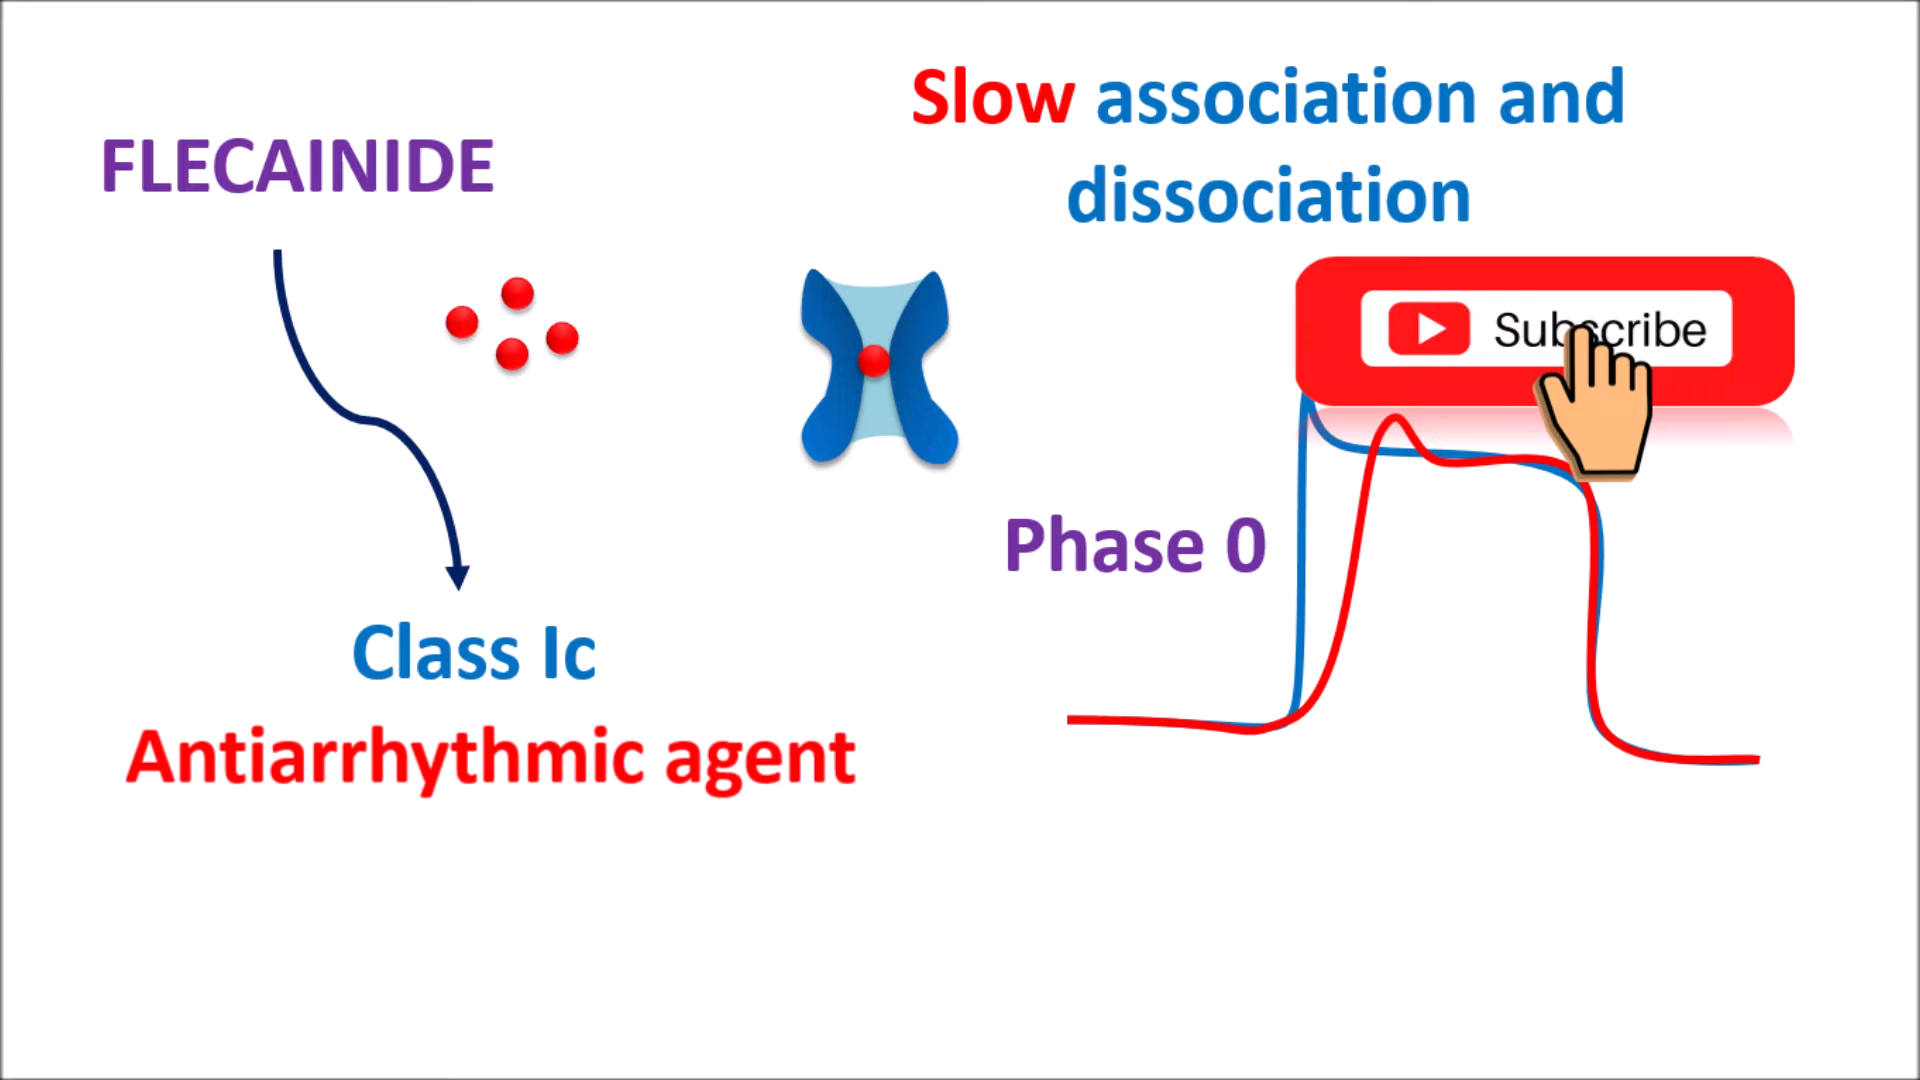 FLECAINIDE
Slow association and
dissociation
Subscribe
Phase 0
Class Ic
Antiarrhythmic agent